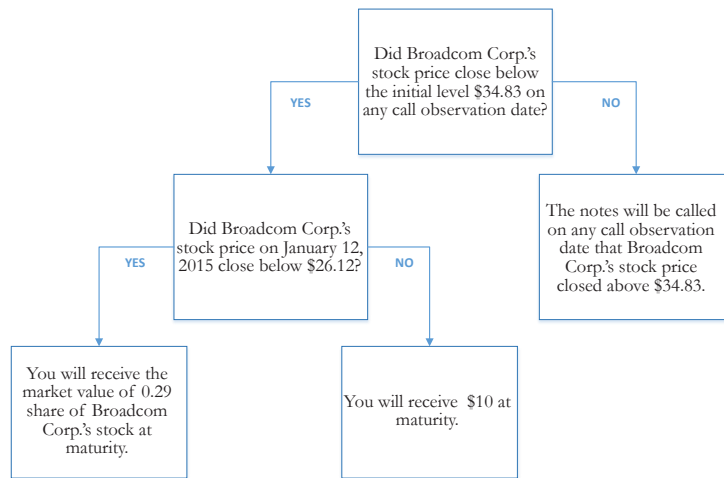 Did Broadcom Corp.'s
stock price close below
the initial level $34.83 on
any call observation date?
YES
NO
Did Broadcom Corp.'s
stock price on January 12,
2015 close below $26.12?
The notes will be called
on any call observation
date that Broadcom
Corp.'s stock price
closed above $34.83.
YES
NO
You will receive the
market value of 0.29
share of Broadcom
Corp.'s stock at
maturity.
You will receive $10 at
maturity.